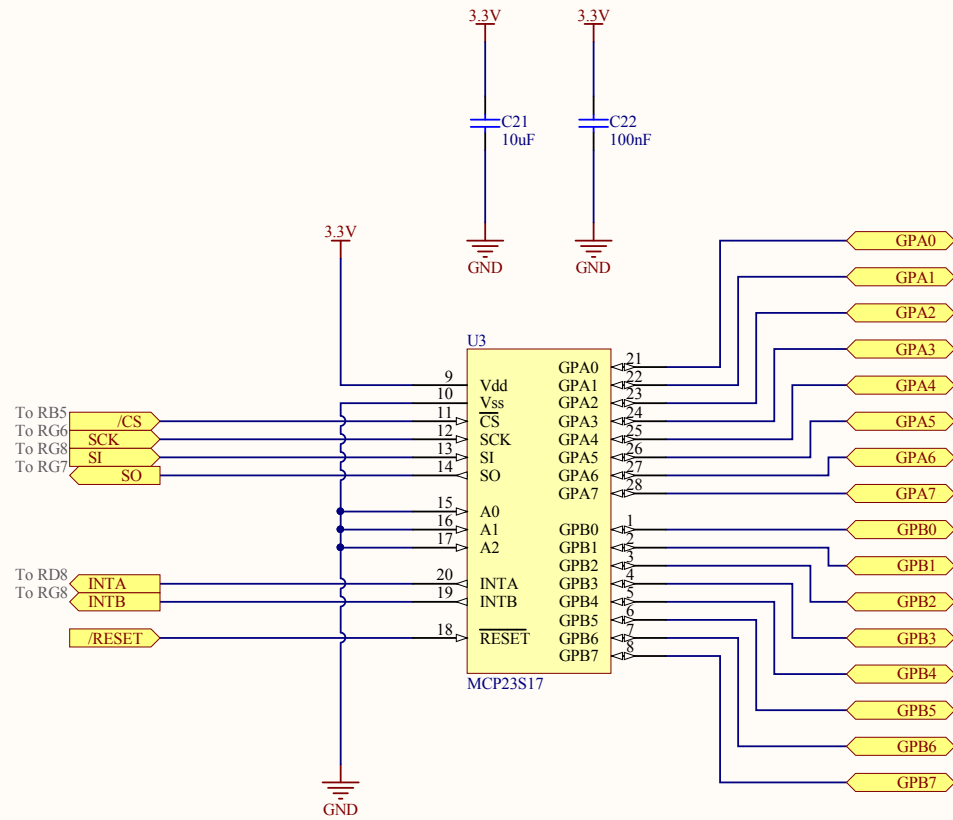 3.3V 3.3V
C21 C22
10uF 100nF
GND GND
3.3V
U3
GPA0
GPA1
GPA2
GPA3
GPA4
GPA5
GPA6
GPA7
GPB0
GPB1
GPB2
GPB3
GPB4
GPB5
GPB6
GPB7
9 Vdd
10 Vss
To RB5 /CS 11 CS
To RG6 SCK 12 SCK
To RG8 SI 13 SI
To RG7 SO 14 SO
15 A0
16 A1
17 A2
To RD8 INTA 20 INTA
To RG8 INTB 19 INTB
/RESET 18 RESET
GPA0 21
GPA1 22
GPA2 23
GPA3 24
GPA4 25
GPA5 26
GPA6 27
GPA7 28
GPB0 1
GPB1 2
GPB2 3
GPB3 4
GPB4 5
GPB5 6
GPB6 7
GPB7 8
MCP23S17
GND